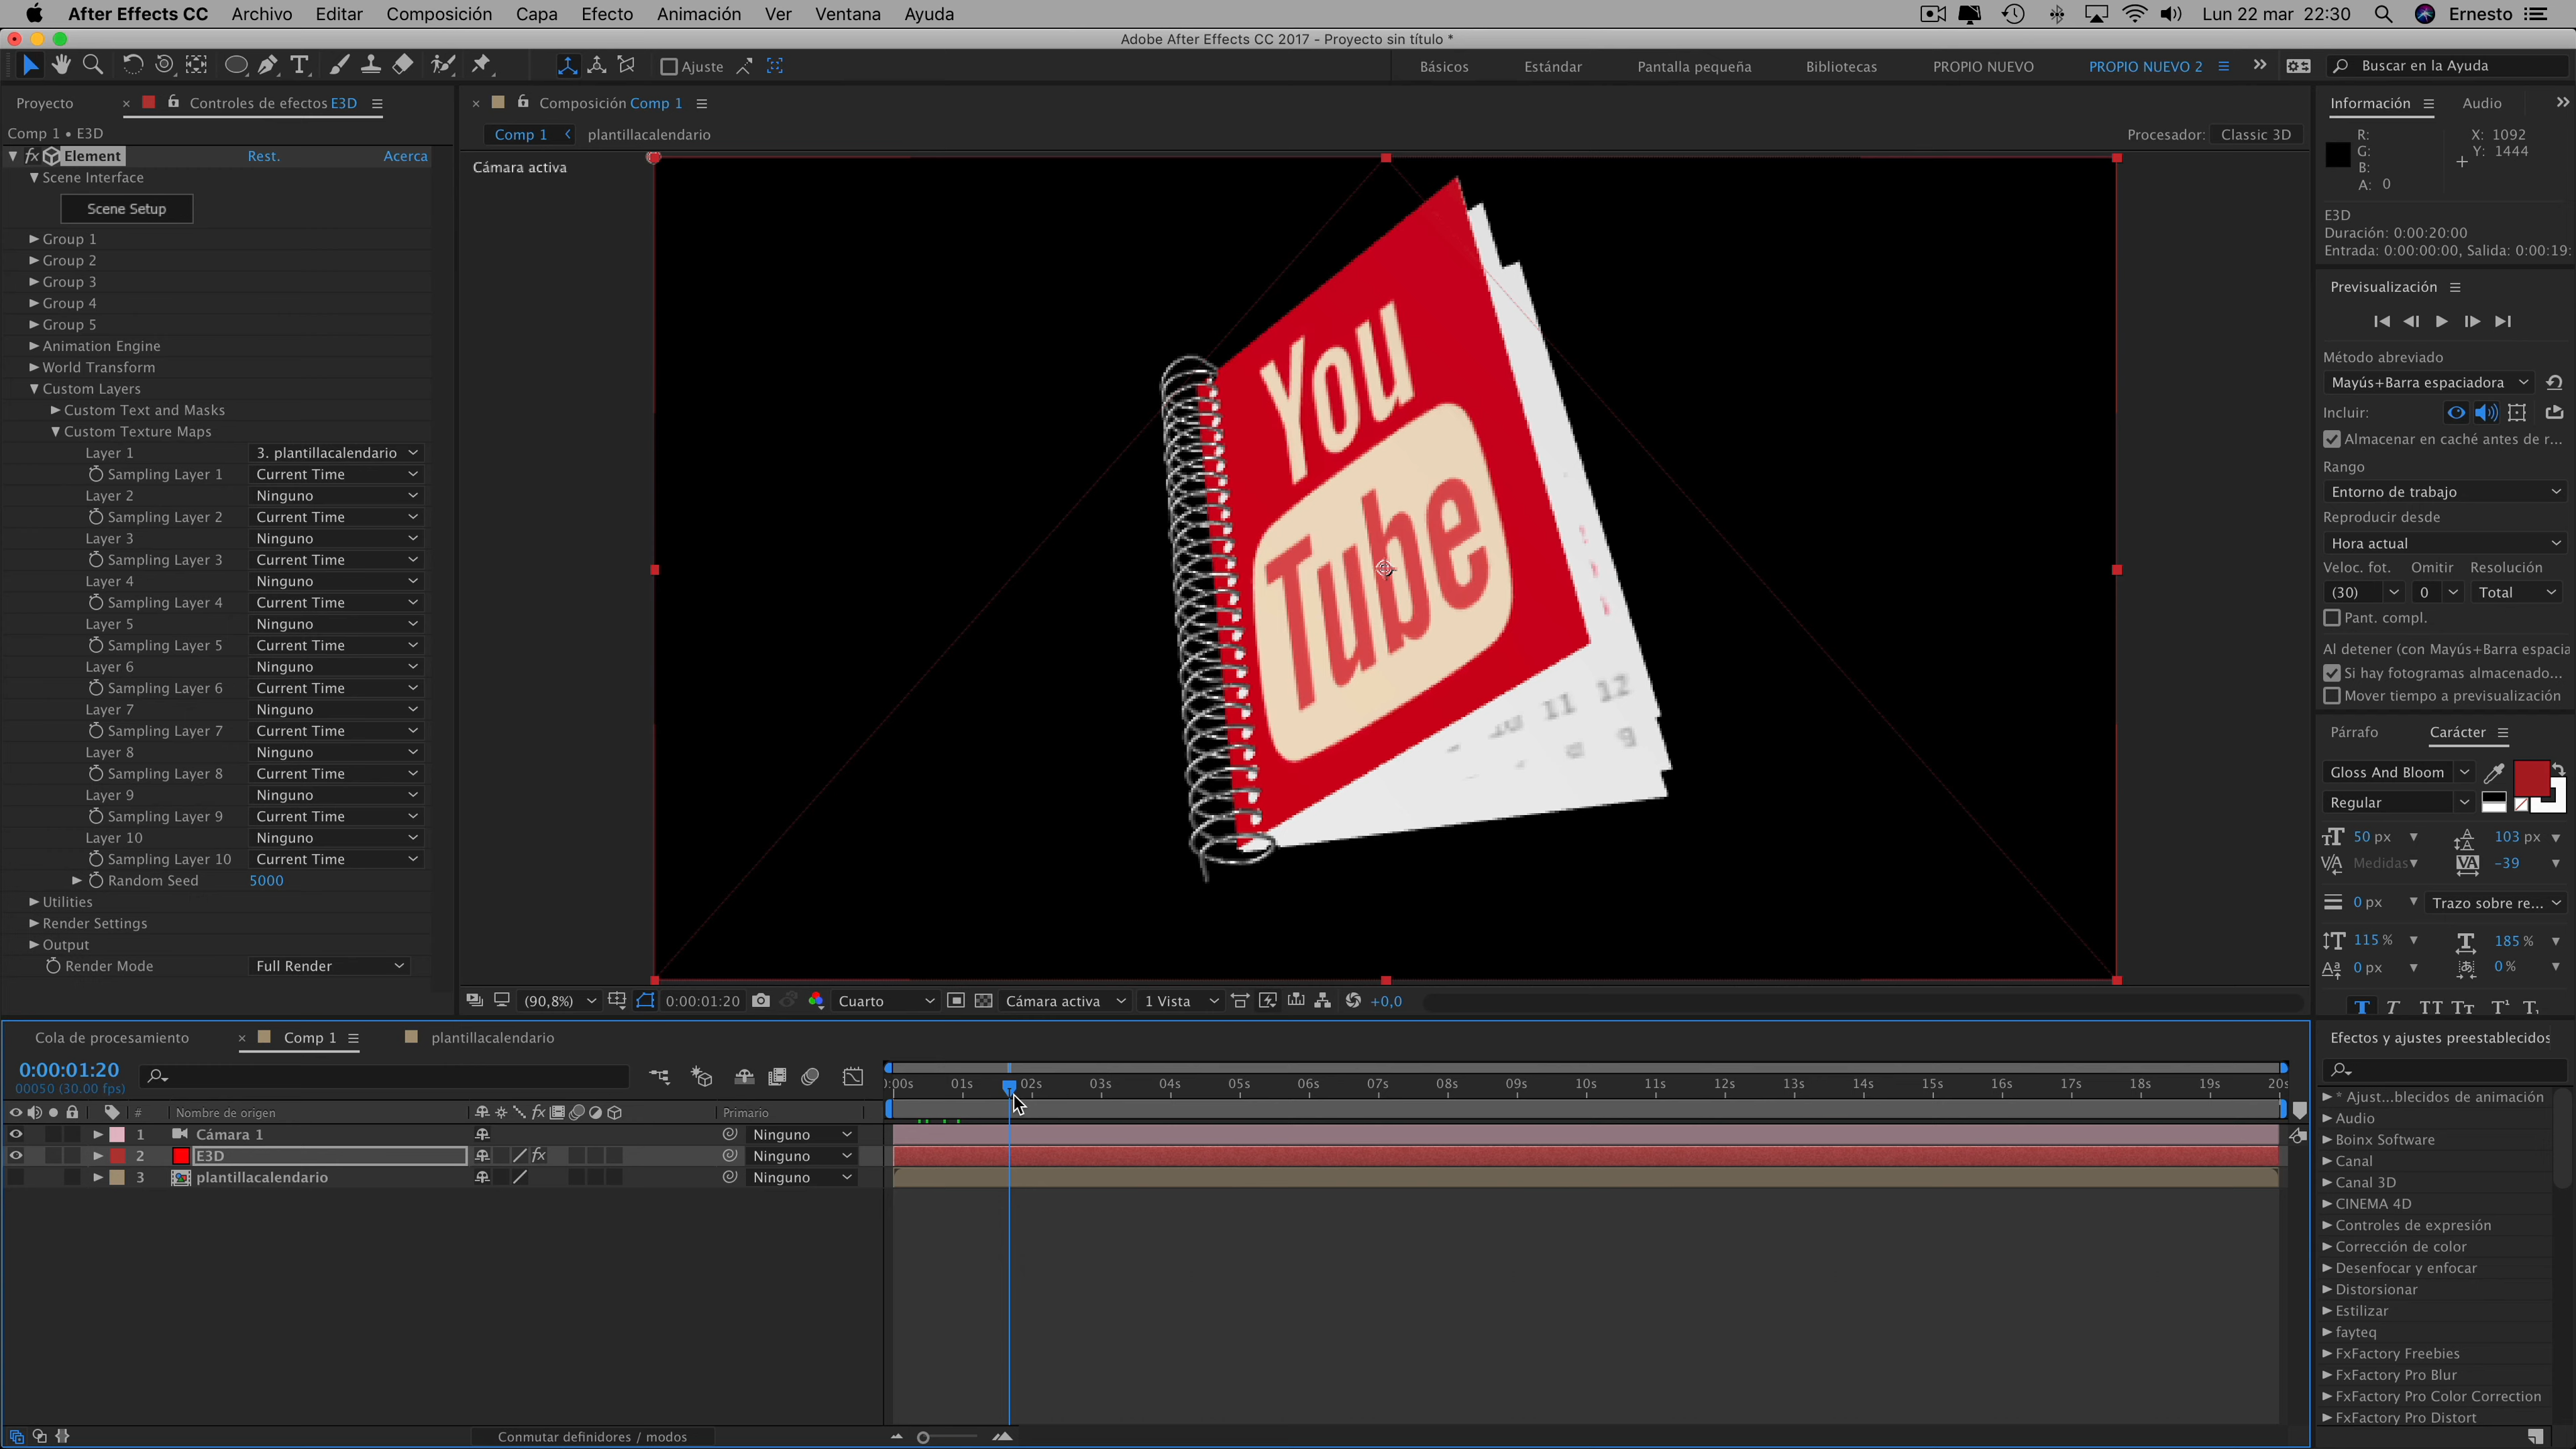 After Effects CC Archivo Editar Composición Capa Efecto Animación Ver Ventana Ayuda Lun 22 mar 22:30 Ernesto
Adobe After Effects CC 2017 - Proyecto sin título *
Ajuste Básicos Estándar Pantalla pequeña Bibliotecas PROPIO NUEVO PROPIO NUEVO 2 Buscar en la Ayuda
Proyecto Controles de efectos E3D
Comp 1 • E3D
fx Element Rest. Acerca
Scene Interface
Scene Setup
Group 1
Group 2
Group 3
Group 4
Group 5
Animation Engine
World Transform
Custom Layers
Custom Text and Masks
Custom Texture Maps
Layer 1 3. plantillacalendario
Sampling Layer 1 Current Time
Layer 2 Ninguno
Sampling Layer 2 Current Time
Layer 3 Ninguno
Sampling Layer 3 Current Time
Layer 4 Ninguno
Sampling Layer 4 Current Time
Layer 5 Ninguno
Sampling Layer 5 Current Time
Layer 6 Ninguno
Sampling Layer 6 Current Time
Layer 7 Ninguno
Sampling Layer 7 Current Time
Layer 8 Ninguno
Sampling Layer 8 Current Time
Layer 9 Ninguno
Sampling Layer 9 Current Time
Layer 10 Ninguno
Sampling Layer 10 Current Time
Random Seed 5000
Utilities
Render Settings
Output
Render Mode Full Render
Composición Comp 1
Comp 1 plantillacalendario
Procesador: Classic 3D
Cámara activa
You
Tube
11 12
9
(90,8%) 0:00:01:20 Cuarto Cámara activa 1 Vista +0,0
Información Audio
R: X: 1092
G: Y: 1444
B:
A: 0
E3D
Duración: 0:00:20:00
Entrada: 0:00:00:00, Salida: 0:00:19:
Previsualización
Método abreviado
Mayús+Barra espaciadora
Incluir:
Almacenar en caché antes de r...
Rango
Entorno de trabajo
Reproducir desde
Hora actual
Veloc. fot. Omitir Resolución
(30) 0 Total
Pant. compl.
Al detener (con Mayús+Barra espacia
Si hay fotogramas almacenado...
Mover tiempo a previsualización
Párrafo Carácter
Gloss And Bloom
Regular
50 px 103 px
Medidas -39
0 px Trazo sobre re...
115 % 185 %
0 px 0 %
T T TT Tt T¹ T,
Cola de procesamiento Comp 1 plantillacalendario
0:00:01:20
00050 (30.00 fps)
:00s 01s 02s 03s 04s 05s 06s 07s 08s 09s 10s 11s 12s 13s 14s 15s 16s 17s 18s 19s 20s
# Nombre de origen fx Primario
1 Cámara 1 Ninguno
2 E3D fx Ninguno
3 plantillacalendario Ninguno
Conmutar definidores / modos
Efectos y ajustes preestablecidos
* Ajust...blecidos de animación
Audio
Boinx Software
Canal
Canal 3D
CINEMA 4D
Controles de expresión
Corrección de color
Desenfocar y enfocar
Distorsionar
Estilizar
fayteq
FxFactory Freebies
FxFactory Pro Blur
FxFactory Pro Color Correction
FxFactory Pro Distort